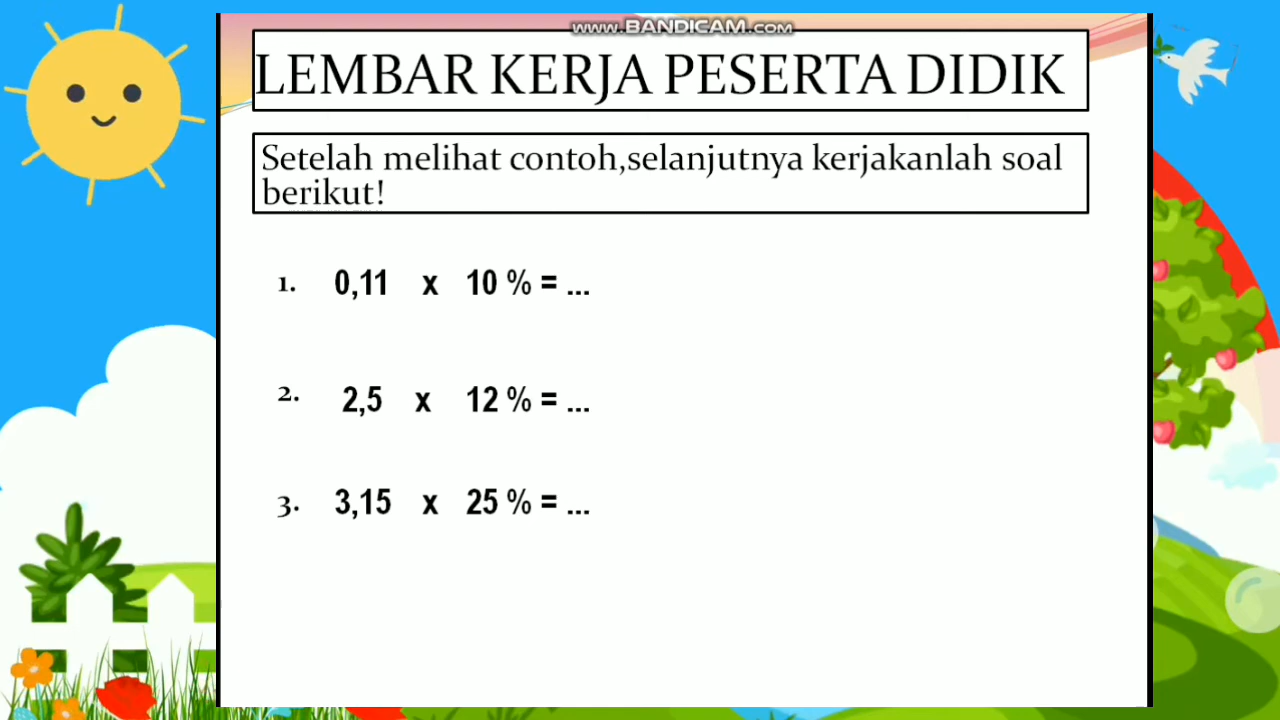 www.BANDICAM.com
LEMBAR KERJA PESERTA DIDIK
Setelah melihat contoh,selanjutnya kerjakanlah soal
berikut!
1. 0,11 x 10 % = ...
2. 2,5 x 12 % = ...
3. 3,15 x 25 % = ...